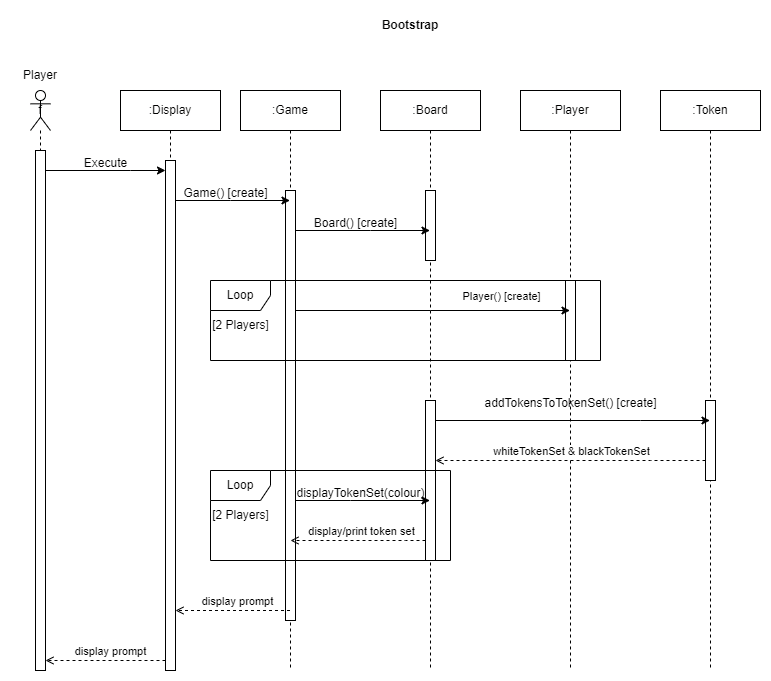 Bootstrap
Player
:Display
:Game
:Board
:Player
:Token
Execute
Game() [create]
Board() [create]
Loop
Player() [create]
[2 Players]
addTokensToTokenSet() [create]
whiteTokenSet & blackTokenSet
Loop
displayTokenSet(colour)
[2 Players]
display/print token set
display prompt
display prompt